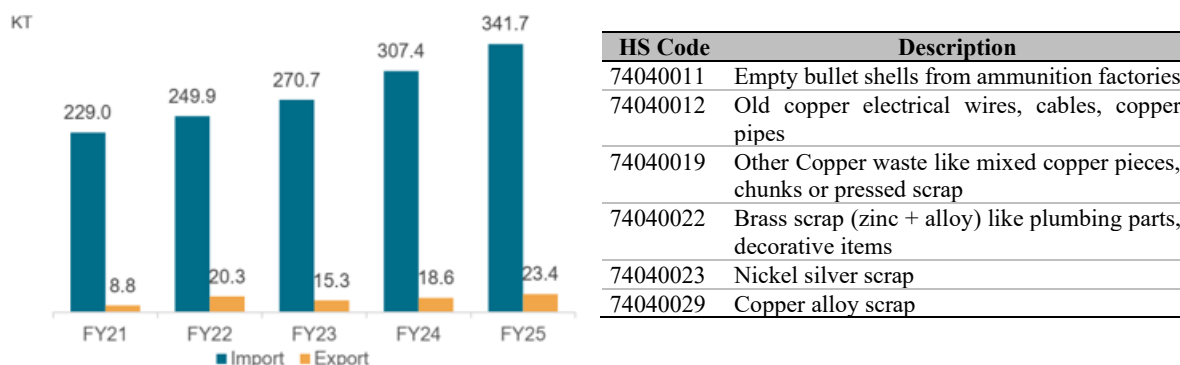 KT
341.7
307.4
270.7
249.9
229.0
8.8
20.3
15.3
18.6
23.4
FY21 FY22 FY23 FY24 FY25
Import Export
HS Code Description
74040011 Empty bullet shells from ammunition factories
74040012 Old copper electrical wires, cables, copper
pipes
74040019 Other Copper waste like mixed copper pieces,
chunks or pressed scrap
74040022 Brass scrap (zinc + alloy) like plumbing parts,
decorative items
74040023 Nickel silver scrap
74040029 Copper alloy scrap